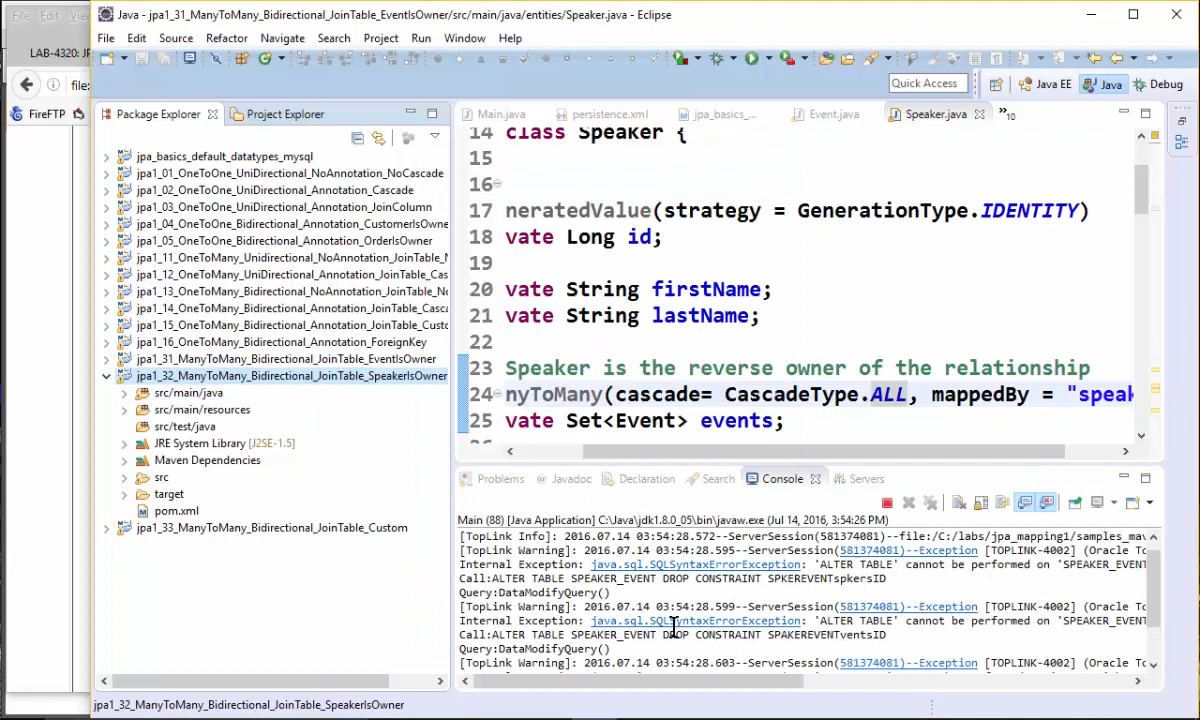 File Edit View
Java - jpa1_31_ManyToMany_Bidirectional_JoinTable_EventIsOwner/src/main/java/entities/Speaker.java - Eclipse
File Edit Source Refactor Navigate Search Project Run Window Help
LAB-4320: JP
Quick Access
Java EE
Java
Debug
file:
FireFTP
Package Explorer
Project Explorer
Main.java
persistence.xml
jpa_basics_...
Event.java
Speaker.java
»10
jpa_basics_default_datatypes_mysql
jpa1_01_OneToOne_UniDirectional_NoAnnotation_NoCascade
jpa1_02_OneToOne_UniDirectional_Annotation_Cascade
jpa1_03_OneToOne_UniDirectional_Annotation_JoinColumn
jpa1_04_OneToOne_Bidirectional_Annotation_CustomerIsOwne
jpa1_05_OneToOne_Bidirectional_Annotation_OrderIsOwner
jpa1_11_OneToMany_Unidirectional_NoAnnotation_JoinTable_N
jpa1_12_OneToMany_UniDirectional_Annotation_JoinTable_Cas
jpa1_13_OneToMany_Bidirectional_NoAnnotation_JoinTable_No
jpa1_14_OneToMany_Bidirectional_Annotation_JoinTable_Casca
jpa1_15_OneToMany_Bidirectional_Annotation_JoinTable_Custo
jpa1_16_OneToMany_Bidirectional_Annotation_ForeignKey
jpa1_31_ManyToMany_Bidirectional_JoinTable_EventIsOwner
jpa1_32_ManyToMany_Bidirectional_JoinTable_SpeakerIsOwner
src/main/java
src/main/resources
src/test/java
JRE System Library [J2SE-1.5]
Maven Dependencies
src
target
pom.xml
jpa1_33_ManyToMany_Bidirectional_JoinTable_Custom
14 class Speaker {
15
16
17 neratedValue(strategy = GenerationType.IDENTITY)
18 vate Long id;
19
20 vate String firstName;
21 vate String lastName;
22
23 Speaker is the reverse owner of the relationship
24 nyToMany(cascade= CascadeType.ALL, mappedBy = "speak
25 vate Set<Event> events;
Problems
Javadoc
Declaration
Search
Console
Servers
Main (88) [Java Application] C:\Java\jdk1.8.0_05\bin\javaw.exe (Jul 14, 2016, 3:54:26 PM)
[TopLink Info]: 2016.07.14 03:54:28.572--ServerSession(581374081)--file:/C:/labs/jpa_mapping1/samples_mav
[TopLink Warning]: 2016.07.14 03:54:28.595--ServerSession(581374081)--Exception [TOPLINK-4002] (Oracle To
Internal Exception: java.sql.SQLSyntaxErrorException: 'ALTER TABLE' cannot be performed on 'SPEAKER_EVENT
Call:ALTER TABLE SPEAKER_EVENT DROP CONSTRAINT SPKEREVENTspkersID
Query:DataModifyQuery()
[TopLink Warning]: 2016.07.14 03:54:28.599--ServerSession(581374081)--Exception [TOPLINK-4002] (Oracle To
Internal Exception: java.sql.SQLSyntaxErrorException: 'ALTER TABLE' cannot be performed on 'SPEAKER_EVENT
Call:ALTER TABLE SPEAKER_EVENT DROP CONSTRAINT SPAKEREVENTventsID
Query:DataModifyQuery()
[TopLink Warning]: 2016.07.14 03:54:28.603--ServerSession(581374081)--Exception [TOPLINK-4002] (Oracle To
jpa1_32_ManyToMany_Bidirectional_JoinTable_SpeakerIsOwner